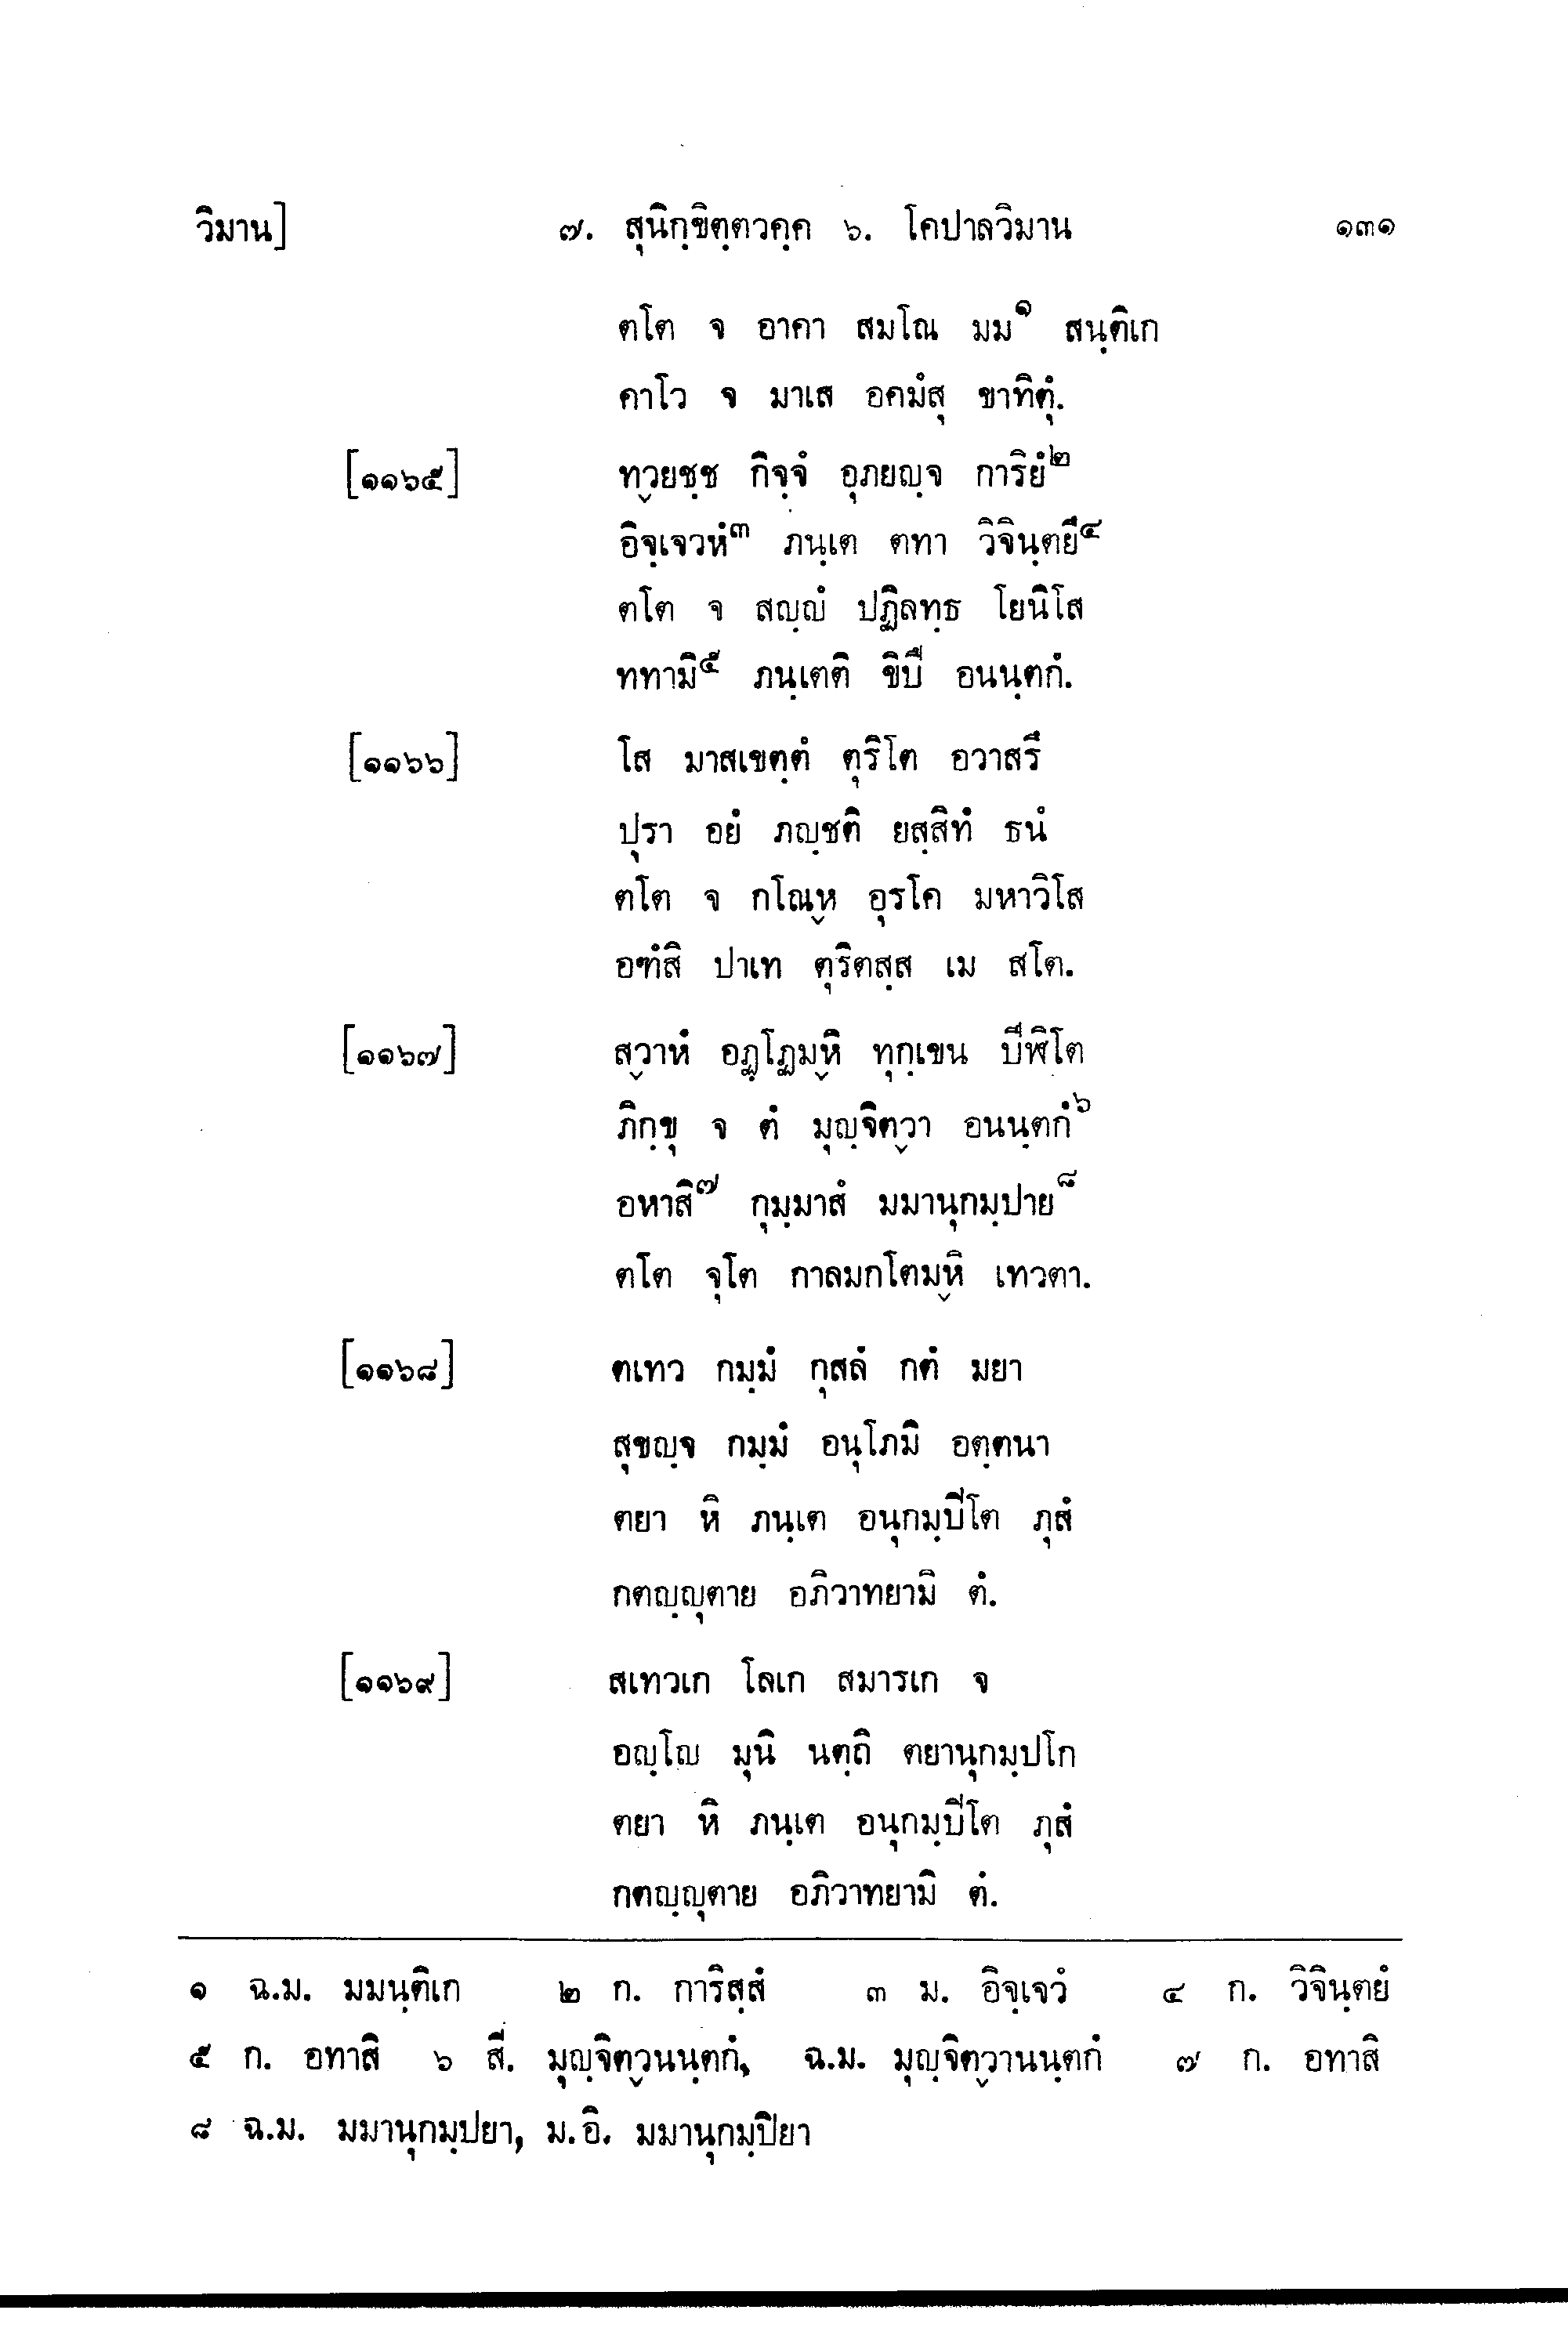 วิมาน] ๗. สุนิกฺขิตฺตวคฺค ๖. โคปาลวิมาน ๑๓๑
ตโต จ อาคา สมโณ มม๑ สนฺติเก
คาโว จ มาเส อคมํสุ ขาทิตุํ.
[๑๑๖๕] ทฺวยชฺช กิจฺจํ อุภยญฺจ การิยํ๒
อิจฺเจวหํ๓ ภนฺเต ตทา วิจินฺตยึ๔
ตโต จ สญฺญํ ปฏิลทฺธ โยนิโส
ททามิ๕ ภนฺเตติ ขิปึ อนนฺตกํ.
[๑๑๖๖] โส มาสเขตฺตํ ตุริโต อวาสรึ
ปุรา อยํ ภญฺชติ ยสฺสิทํ ธนํ
ตโต จ กโณฺห อุรโค มหาวิโส
อฑํสิ ปาเท ตุริตสฺส เม สโต.
[๑๑๖๗] สฺวาหํ อฏฺโฏมฺหิ ทุกฺเขน ปีฬิโต
ภิกฺขุ จ ตํ มุญฺจิตฺวา อนนฺตกํ๖
อหาสิ๗ กุมฺมาสํ มมานุกมฺปาย๘
ตโต จุโต กาลมกโตมฺหิ เทวตา.
[๑๑๖๘] ตเทว กมฺมํ กุสลํ กตํ มยา
สุขญฺจ กมฺมํ อนุโภมิ อตฺตนา
ตยา หิ ภนฺเต อนุกมฺปิโต ภุสํ
กตญฺญุตาย อภิวาทยามิ ตํ.
[๑๑๖๙] สเทวเก โลเก สมารเก จ
อญฺโญ มุนิ นตฺถิ ตยานุกมฺปโก
ตยา หิ ภนฺเต อนุกมฺปิโต ภุสํ
กตญฺญุตาย อภิวาทยามิ ตํ.
๑ ฉ.ม. มมนฺติเก ๒ ก. การิสฺสํ ๓ ม. อิจฺเจวํ ๔ ก. วิจินฺตยํ
๕ ก. อทาสิ ๖ สี. มุญฺจิตฺวนนฺตกํ, ฉ.ม. มุญฺจิตฺวานนฺตกํ ๗ ก. อทาสิ
๘ ฉ.ม. มมานุกมฺปยา, ม.อิ. มมานุกมฺปิยา